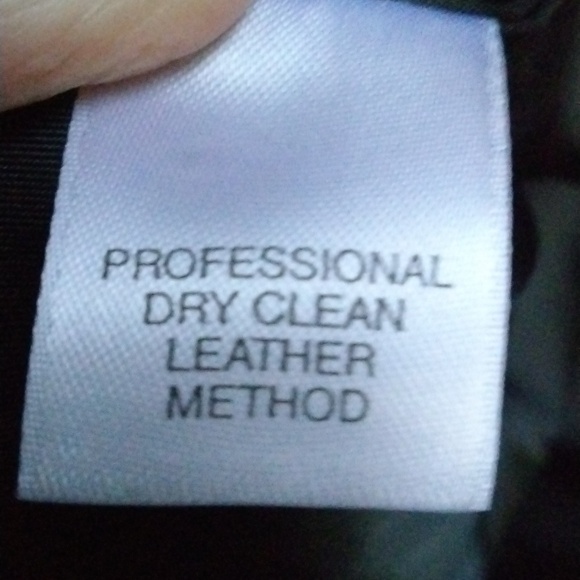 PROFESSIONAL
DRY CLEAN
LEATHER
METHOD